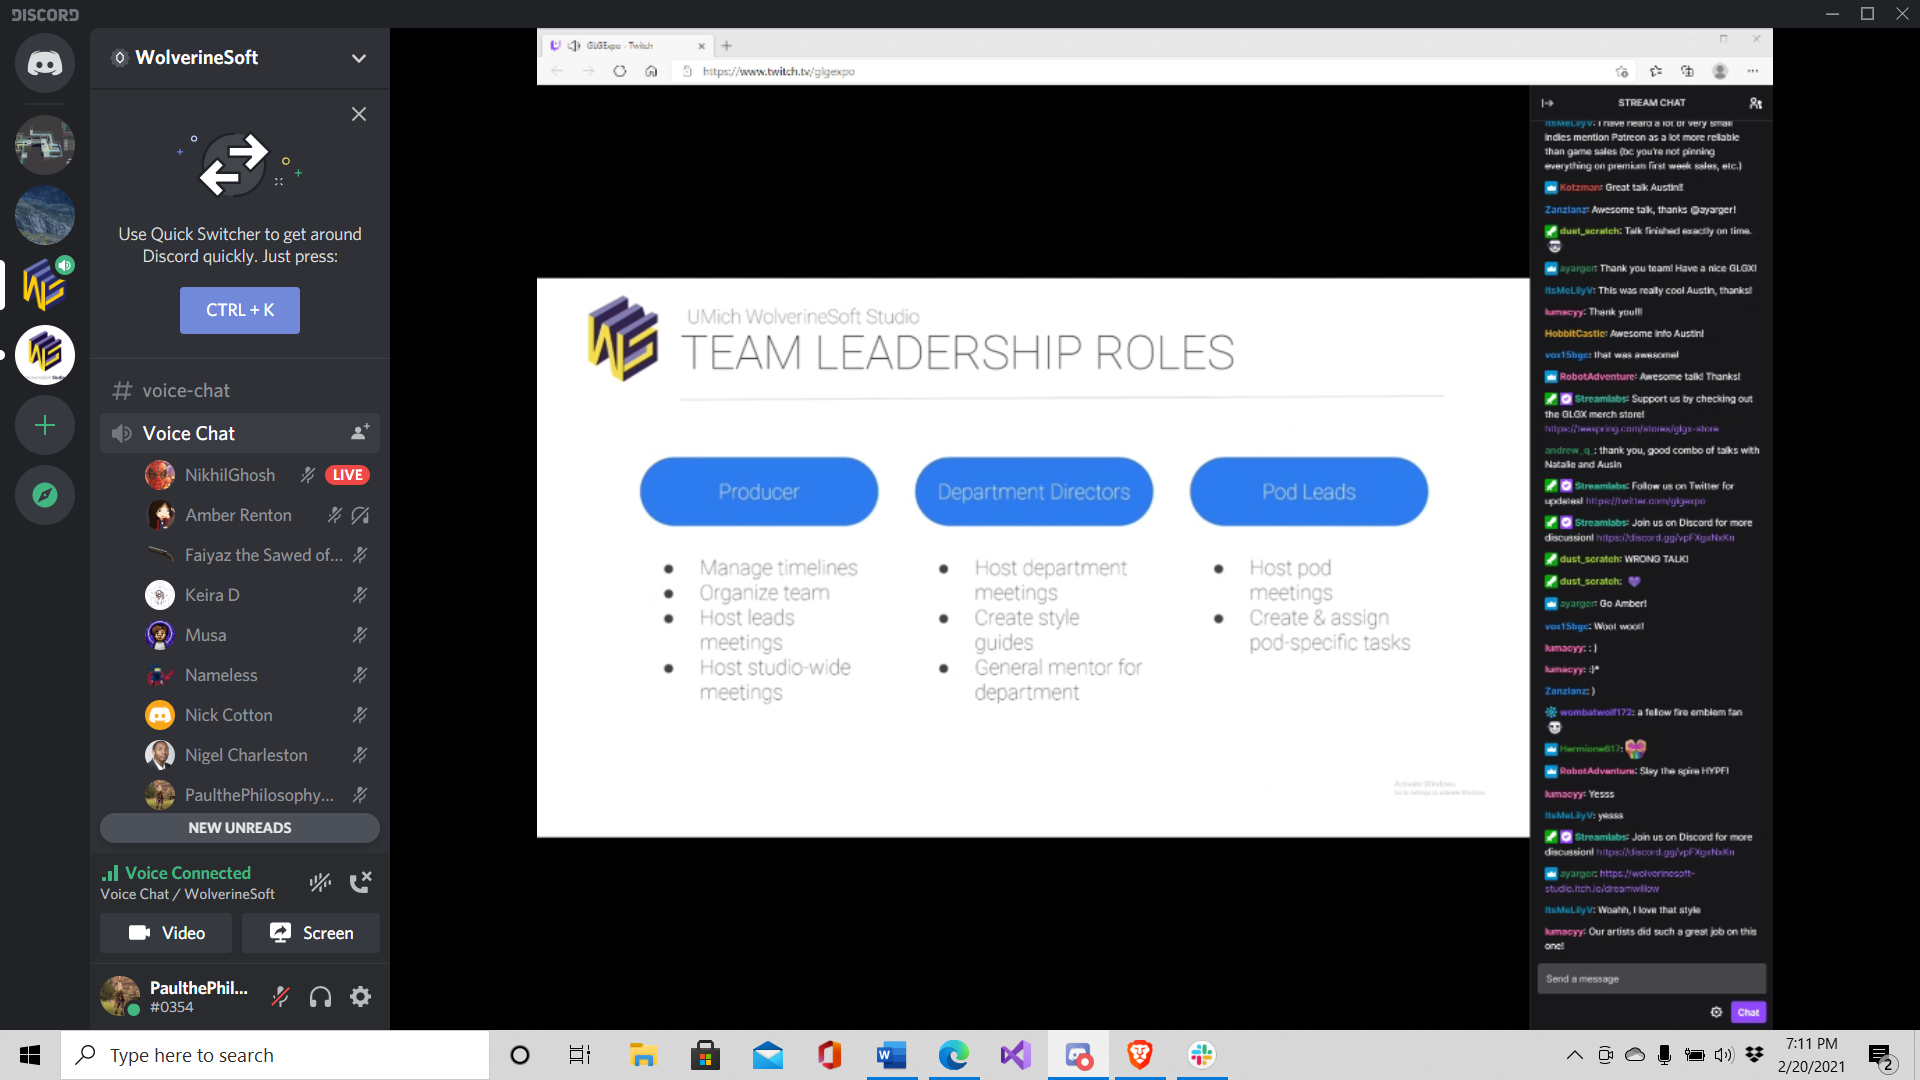 DISCORD
WolverineSoft
Use Quick Switcher to get around
Discord quickly. Just press:
CTRL + K
voice-chat
Voice Chat
NikhilGhosh
LIVE
Amber Renton
Faiyaz the Sawed of...
Keira D
Musa
Nameless
Nick Cotton
Nigel Charleston
PaulthePhilosophy...
NEW UNREADS
Voice Connected
Voice Chat / WolverineSoft
Video
Screen
PaulthePhil...
#0354
GLGExpo - Twitch
https://www.twitch.tv/glgexpo
UMich WolverineSoft Studio
TEAM LEADERSHIP ROLES
Producer
Manage timelines
Organize team
Host leads
meetings
Host studio-wide
meetings
Department Directors
Host department
meetings
Create style
guides
General mentor for
department
Pod Leads
Host pod
meetings
Create & assign
pod-specific tasks
Activate Windows
Go to Settings to activate Windows.
STREAM CHAT
ItsMeLilyV: I have heard a lot of very small
indies mention Patreon as a lot more reliable
than game sales (bc you're not pinning
everything on premium first week sales, etc.)
Kotzman: Great talk Austin!!
Zanzlanz: Awesome talk, thanks @ayarger!
dust_scratch: Talk finished exactly on time.
ayarger: Thank you team! Have a nice GLGX!
ItsMeLilyV: This was really cool Austin, thanks!
lumacyy: Thank you!!!
HobbitCastle: Awesome info Austin!
vox15bgc: that was awesome!
RobotAdventure: Awesome talk! Thanks!
Streamlabs: Support us by checking out
the GLGX merch store!
https://teespring.com/stores/glgx-store
andrew_q_: thank you, good combo of talks with
Natalie and Ausin
Streamlabs: Follow us on Twitter for
updates! https://twitter.com/glgexpo
Streamlabs: Join us on Discord for more
discussion! https://discord.gg/vpFXgxNxKn
dust_scratch: WRONG TALK!
dust_scratch:
ayarger: Go Amber!
vox15bgc: Woot woot!
lumacyy: : )
lumacyy: :)*
Zanzlanz: )
wombatwolf172: a fellow fire emblem fan
Hermione617:
RobotAdventure: Slay the spire HYPE!
lumacyy: Yesss
ItsMeLilyV: yesss
Streamlabs: Join us on Discord for more
discussion! https://discord.gg/vpFXgxNxKn
ayarger: https://wolverinesoft-
studio.itch.io/dreamwillow
ItsMeLilyV: Woahh, I love that style
lumacyy: Our artists did such a great job on this
one!
Send a message
Chat
Type here to search
7:11 PM
2/20/2021
2